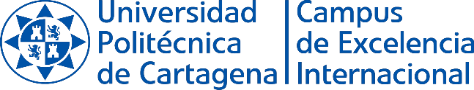 Universidad
Politécnica
de Cartagena
Campus
de Excelencia
Internacional